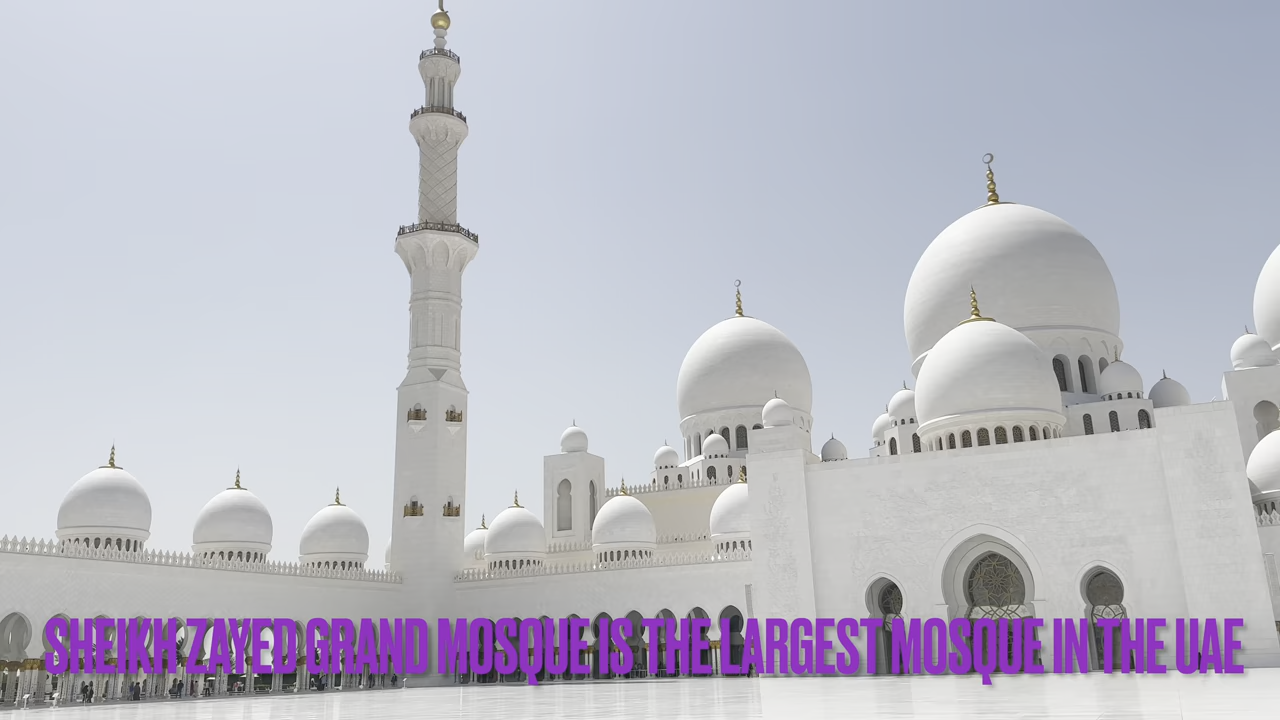 SHEIKH ZAYED GRAND MOSQUE IS THE LARGEST MOSQUE IN THE UAE